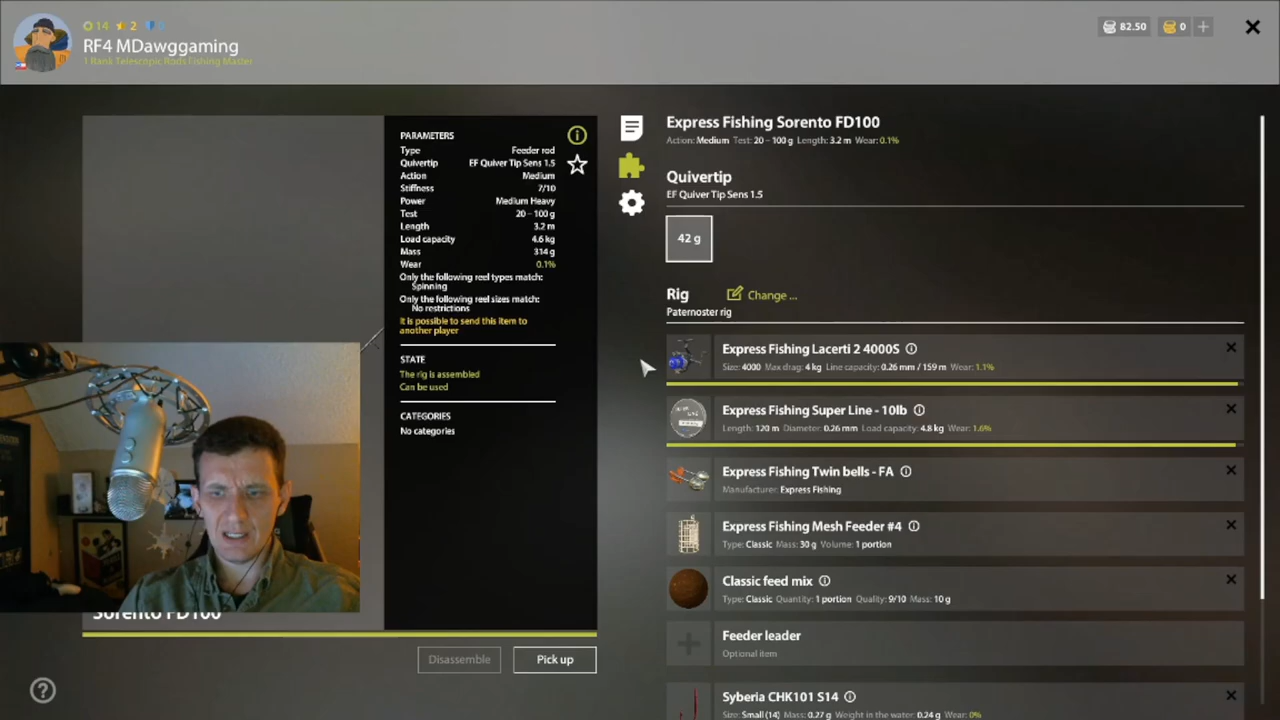 14 2
RF4 MDawggaming
1 Rank Telescopic Rods Fishing Master
82.50
0
PARAMETERS
Type Feeder rod
Quivertip EF Quiver Tip Sens 1.5
Action Medium
Stiffness 7/10
Power Medium Heavy
Test 20 – 100 g
Length 3.2 m
Load capacity 4.6 kg
Mass 314 g
Wear 0.1%
Only the following reel types match:
Spinning
Only the following reel sizes match:
No restrictions
It is possible to send this item to
another player
STATE
The rig is assembled
Can be used
CATEGORIES
No categories
Sorento FD100
Disassemble
Pick up
Express Fishing Sorento FD100
Action: Medium Test: 20 – 100 g Length: 3.2 m Wear: 0.1%
Quivertip
EF Quiver Tip Sens 1.5
42 g
Rig
Change ...
Paternoster rig
Express Fishing Lacerti 2 4000S
Size: 4000 Max drag: 4 kg Line capacity: 0.26 mm / 159 m Wear: 1.1%
Express Fishing Super Line - 10lb
Length: 120 m Diameter: 0.26 mm Load capacity: 4.8 kg Wear: 1.6%
Express Fishing Twin bells - FA
Manufacturer: Express Fishing
Express Fishing Mesh Feeder #4
Type: Classic Mass: 30 g Volume: 1 portion
Classic feed mix
Type: Classic Quantity: 1 portion Quality: 9/10 Mass: 10 g
Feeder leader
Optional item
Syberia CHK101 S14
Size: Small (14) Mass: 0.27 g Weight in the water: 0.24 g Wear: 0%